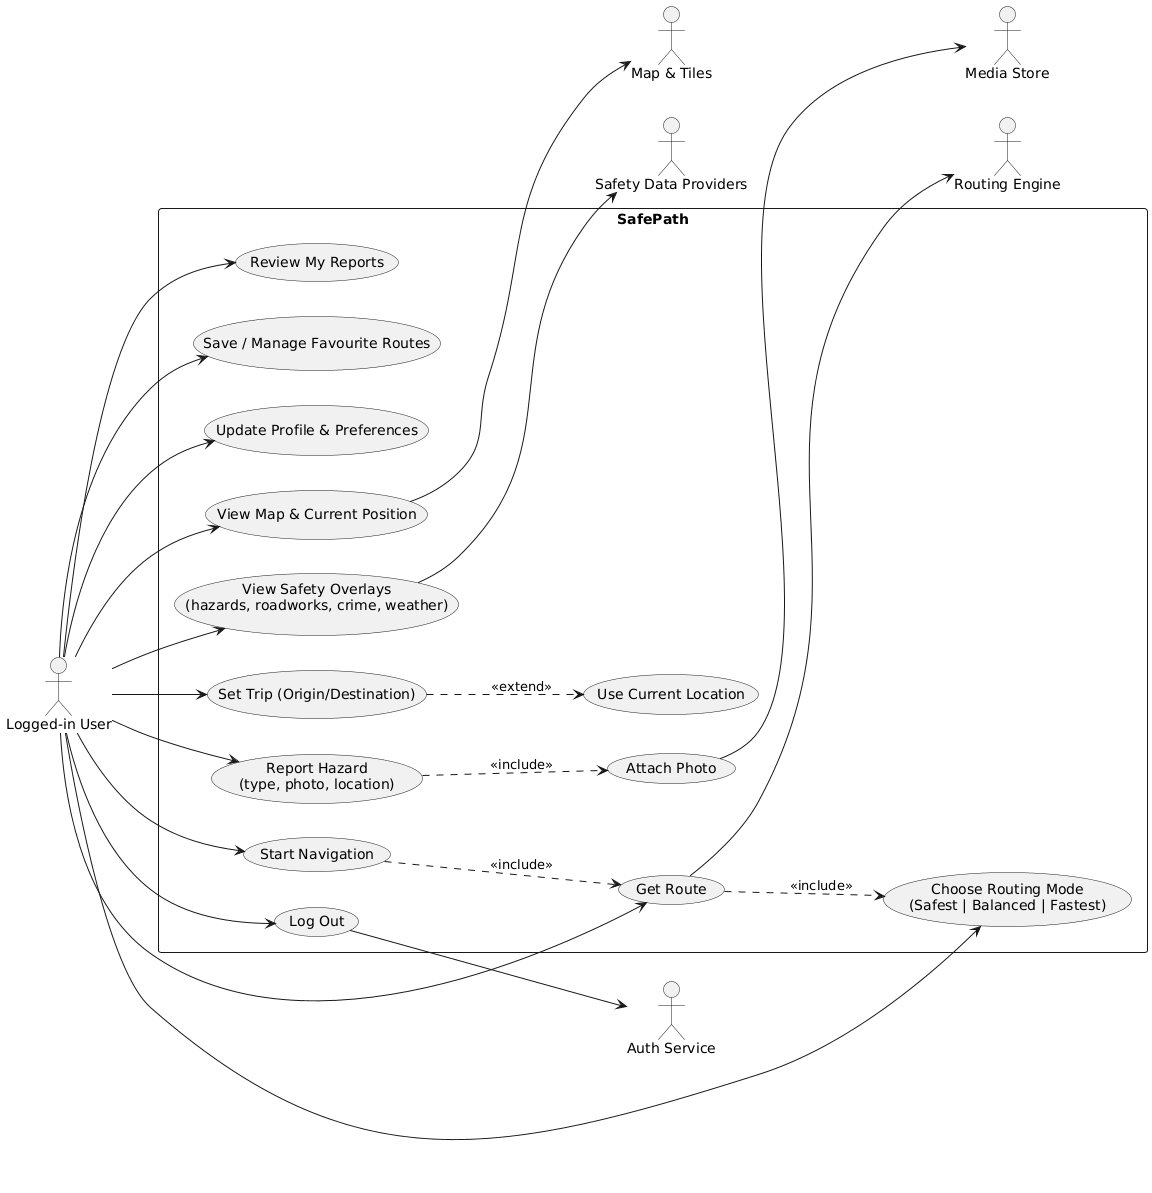 Map & Tiles
Media Store
Safety Data Providers
Routing Engine
SafePath
Review My Reports
Save / Manage Favourite Routes
Update Profile & Preferences
View Map & Current Position
View Safety Overlays
(hazards, roadworks, crime, weather)
Set Trip (Origin/Destination)
«extend»
Use Current Location
Logged-in User
Report Hazard
(type, photo, location)
«include»
Attach Photo
Start Navigation
«include»
Get Route
«include»
Choose Routing Mode
(Safest | Balanced | Fastest)
Log Out
Auth Service